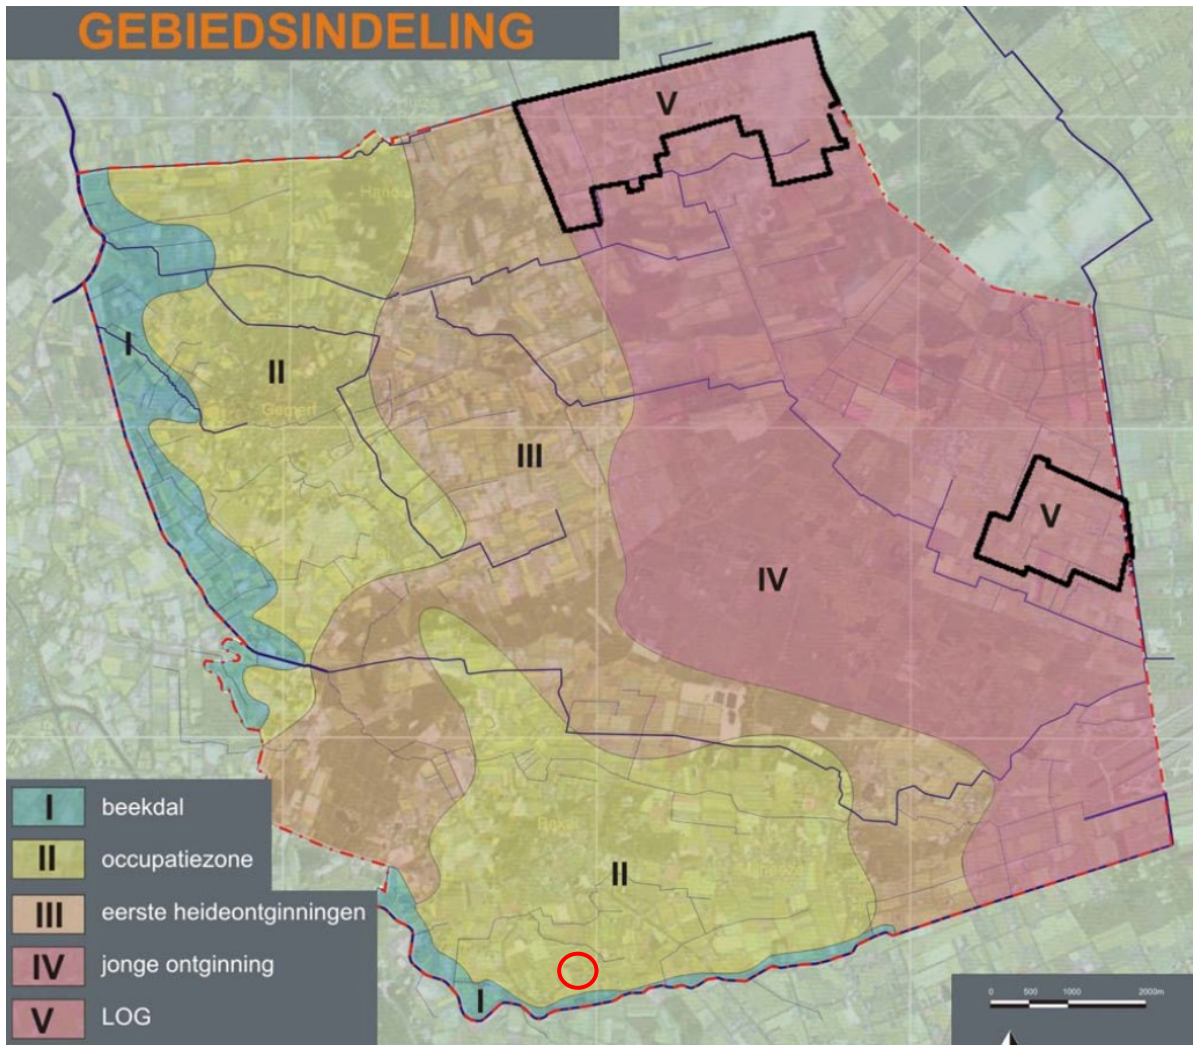 GEBIEDSINDELING
V
I
II
Gemert
III
V
IV
II
I
I beekdal
II occupatiezone
III eerste heideontginningen
IV jonge ontginning
V LOG
0 500 1000 2000m